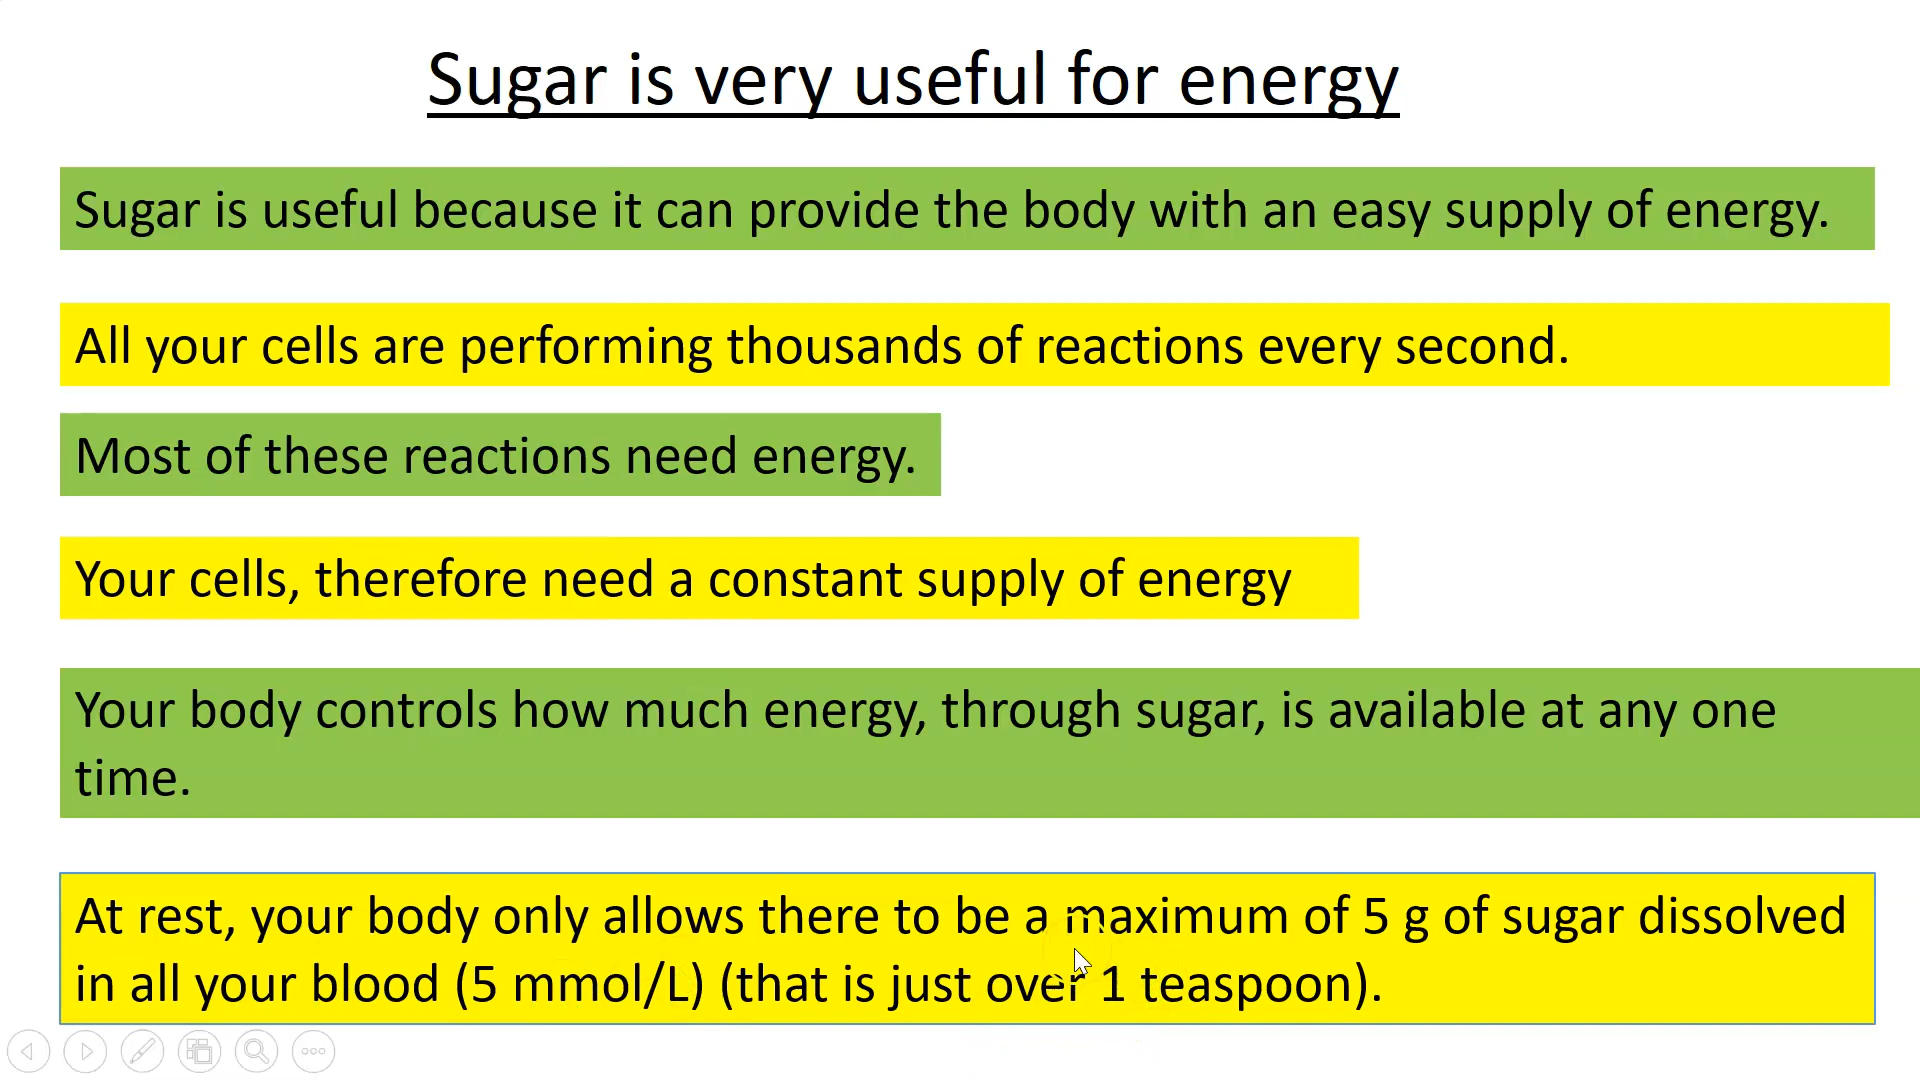 Sugar is very useful for energy
Sugar is useful because it can provide the body with an easy supply of energy.
All your cells are performing thousands of reactions every second.
Most of these reactions need energy.
Your cells, therefore need a constant supply of energy
Your body controls how much energy, through sugar, is available at any one
time.
At rest, your body only allows there to be a maximum of 5 g of sugar dissolved
in all your blood (5 mmol/L) (that is just over 1 teaspoon).